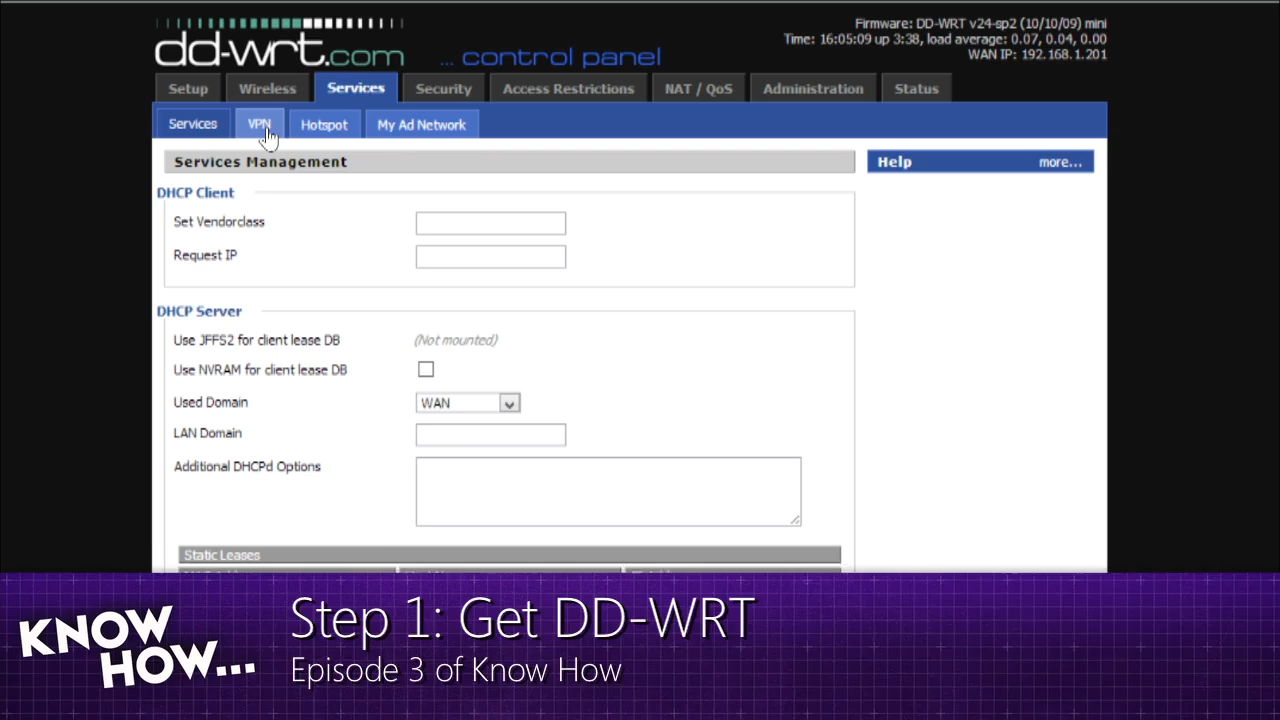 Firmware: DD-WRT v24-sp2 (10/10/09) mini
Time: 16:05:09 up 3:38, load average: 0.07, 0.04, 0.00
WAN IP: 192.168.1.201
dd-wrt.com ... control panel
Setup Wireless Services Security Access Restrictions NAT / QoS Administration Status
Services VPN Hotspot My Ad Network
Services Management
Help more...
DHCP Client
Set Vendorclass
Request IP
DHCP Server
Use JFFS2 for client lease DB (Not mounted)
Use NVRAM for client lease DB
Used Domain WAN
LAN Domain
Additional DHCPd Options
Static Leases
KNOW HOW...
Step 1: Get DD-WRT
Episode 3 of Know How